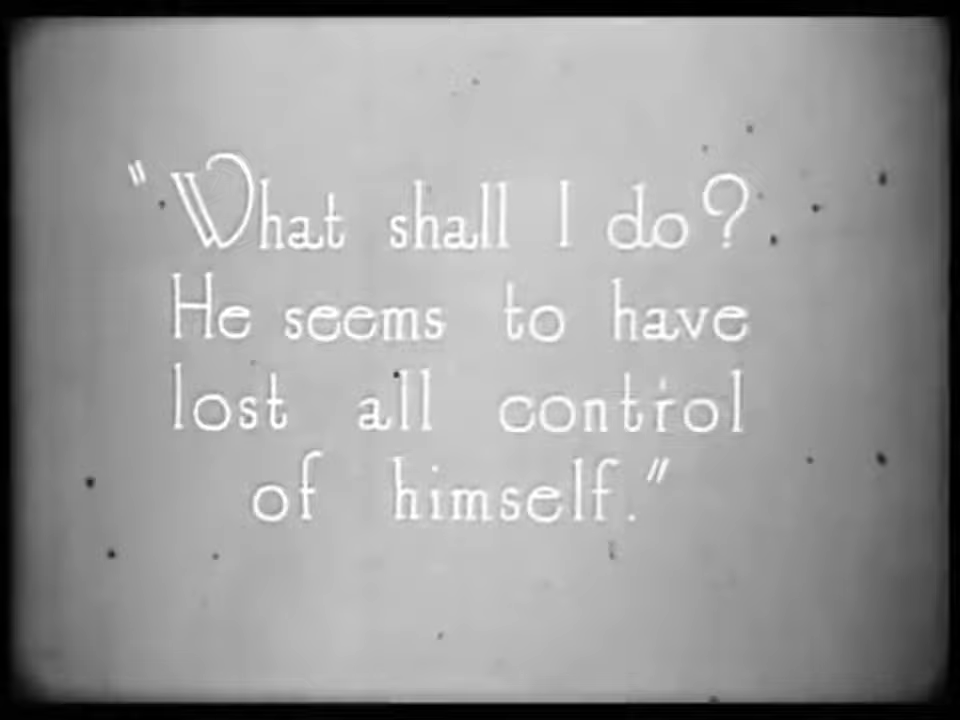 "What shall I do?
He seems to have
lost all control
of himself."